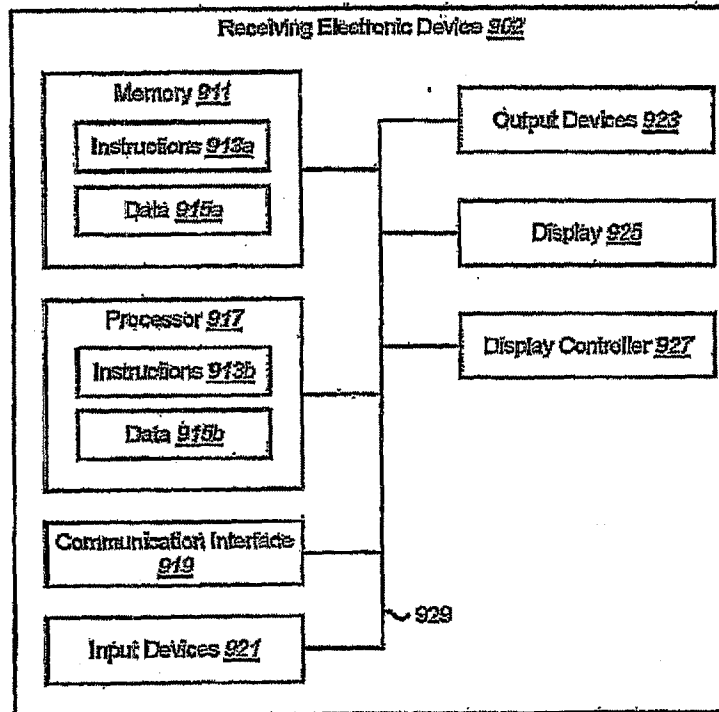 Receiving Electronic Device 902
Memory 911
Instructions 913a
Data 915a
Processor 917
Instructions 913b
Data 915b
Communication Interface
919
Input Devices 921
Output Devices 923
Display 925
Display Controller 927
929